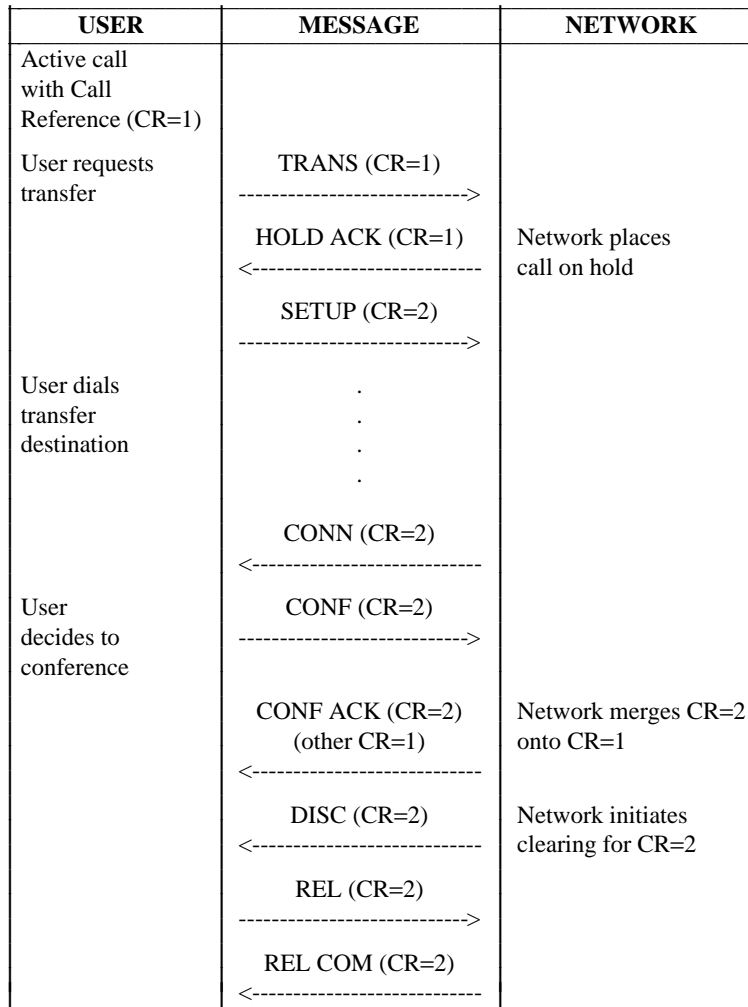 USER MESSAGE NETWORK
Active call
with Call
Reference (CR=1)
User requests TRANS (CR=1)
transfer ---------------------------->
HOLD ACK (CR=1) Network places
<---------------------------- call on hold
SETUP (CR=2)
---------------------------->
User dials .
transfer .
destination .
.
CONN (CR=2)
<----------------------------
User CONF (CR=2)
decides to ---------------------------->
conference
CONF ACK (CR=2) Network merges CR=2
(other CR=1) onto CR=1
<----------------------------
DISC (CR=2) Network initiates
<---------------------------- clearing for CR=2
REL (CR=2)
---------------------------->
REL COM (CR=2)
<----------------------------